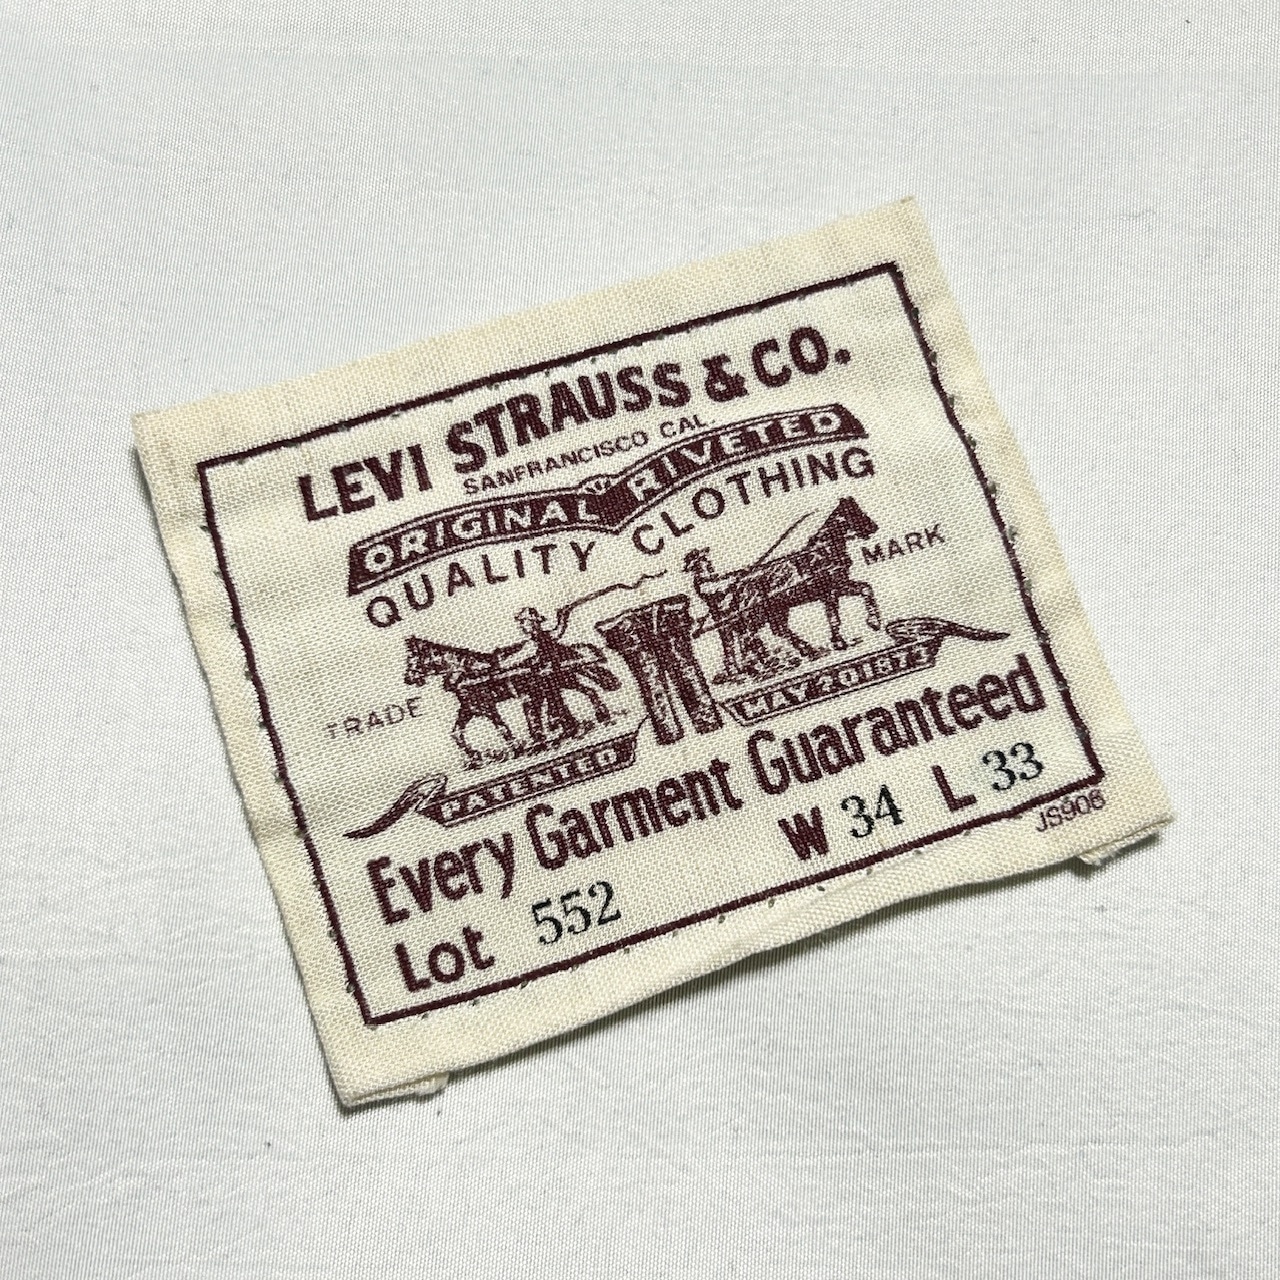 LEVI STRAUSS & CO.
SANFRANCISCO CAL.
ORIGINAL RIVETED
QUALITY CLOTHING
TRADE MARK
PATENTED MAY 20 1873
Every Garment Guaranteed
Lot 552 W 34 L 33
JS906